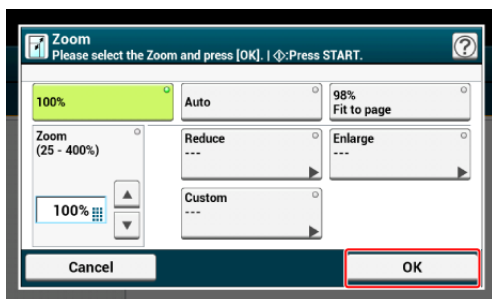 Zoom
Please select the Zoom and press [OK]. | :Press START.
?
100%
Auto
98%
Fit to page
Zoom
(25 - 400%)
Reduce
---
Enlarge
---
100%
Custom
---
Cancel
OK